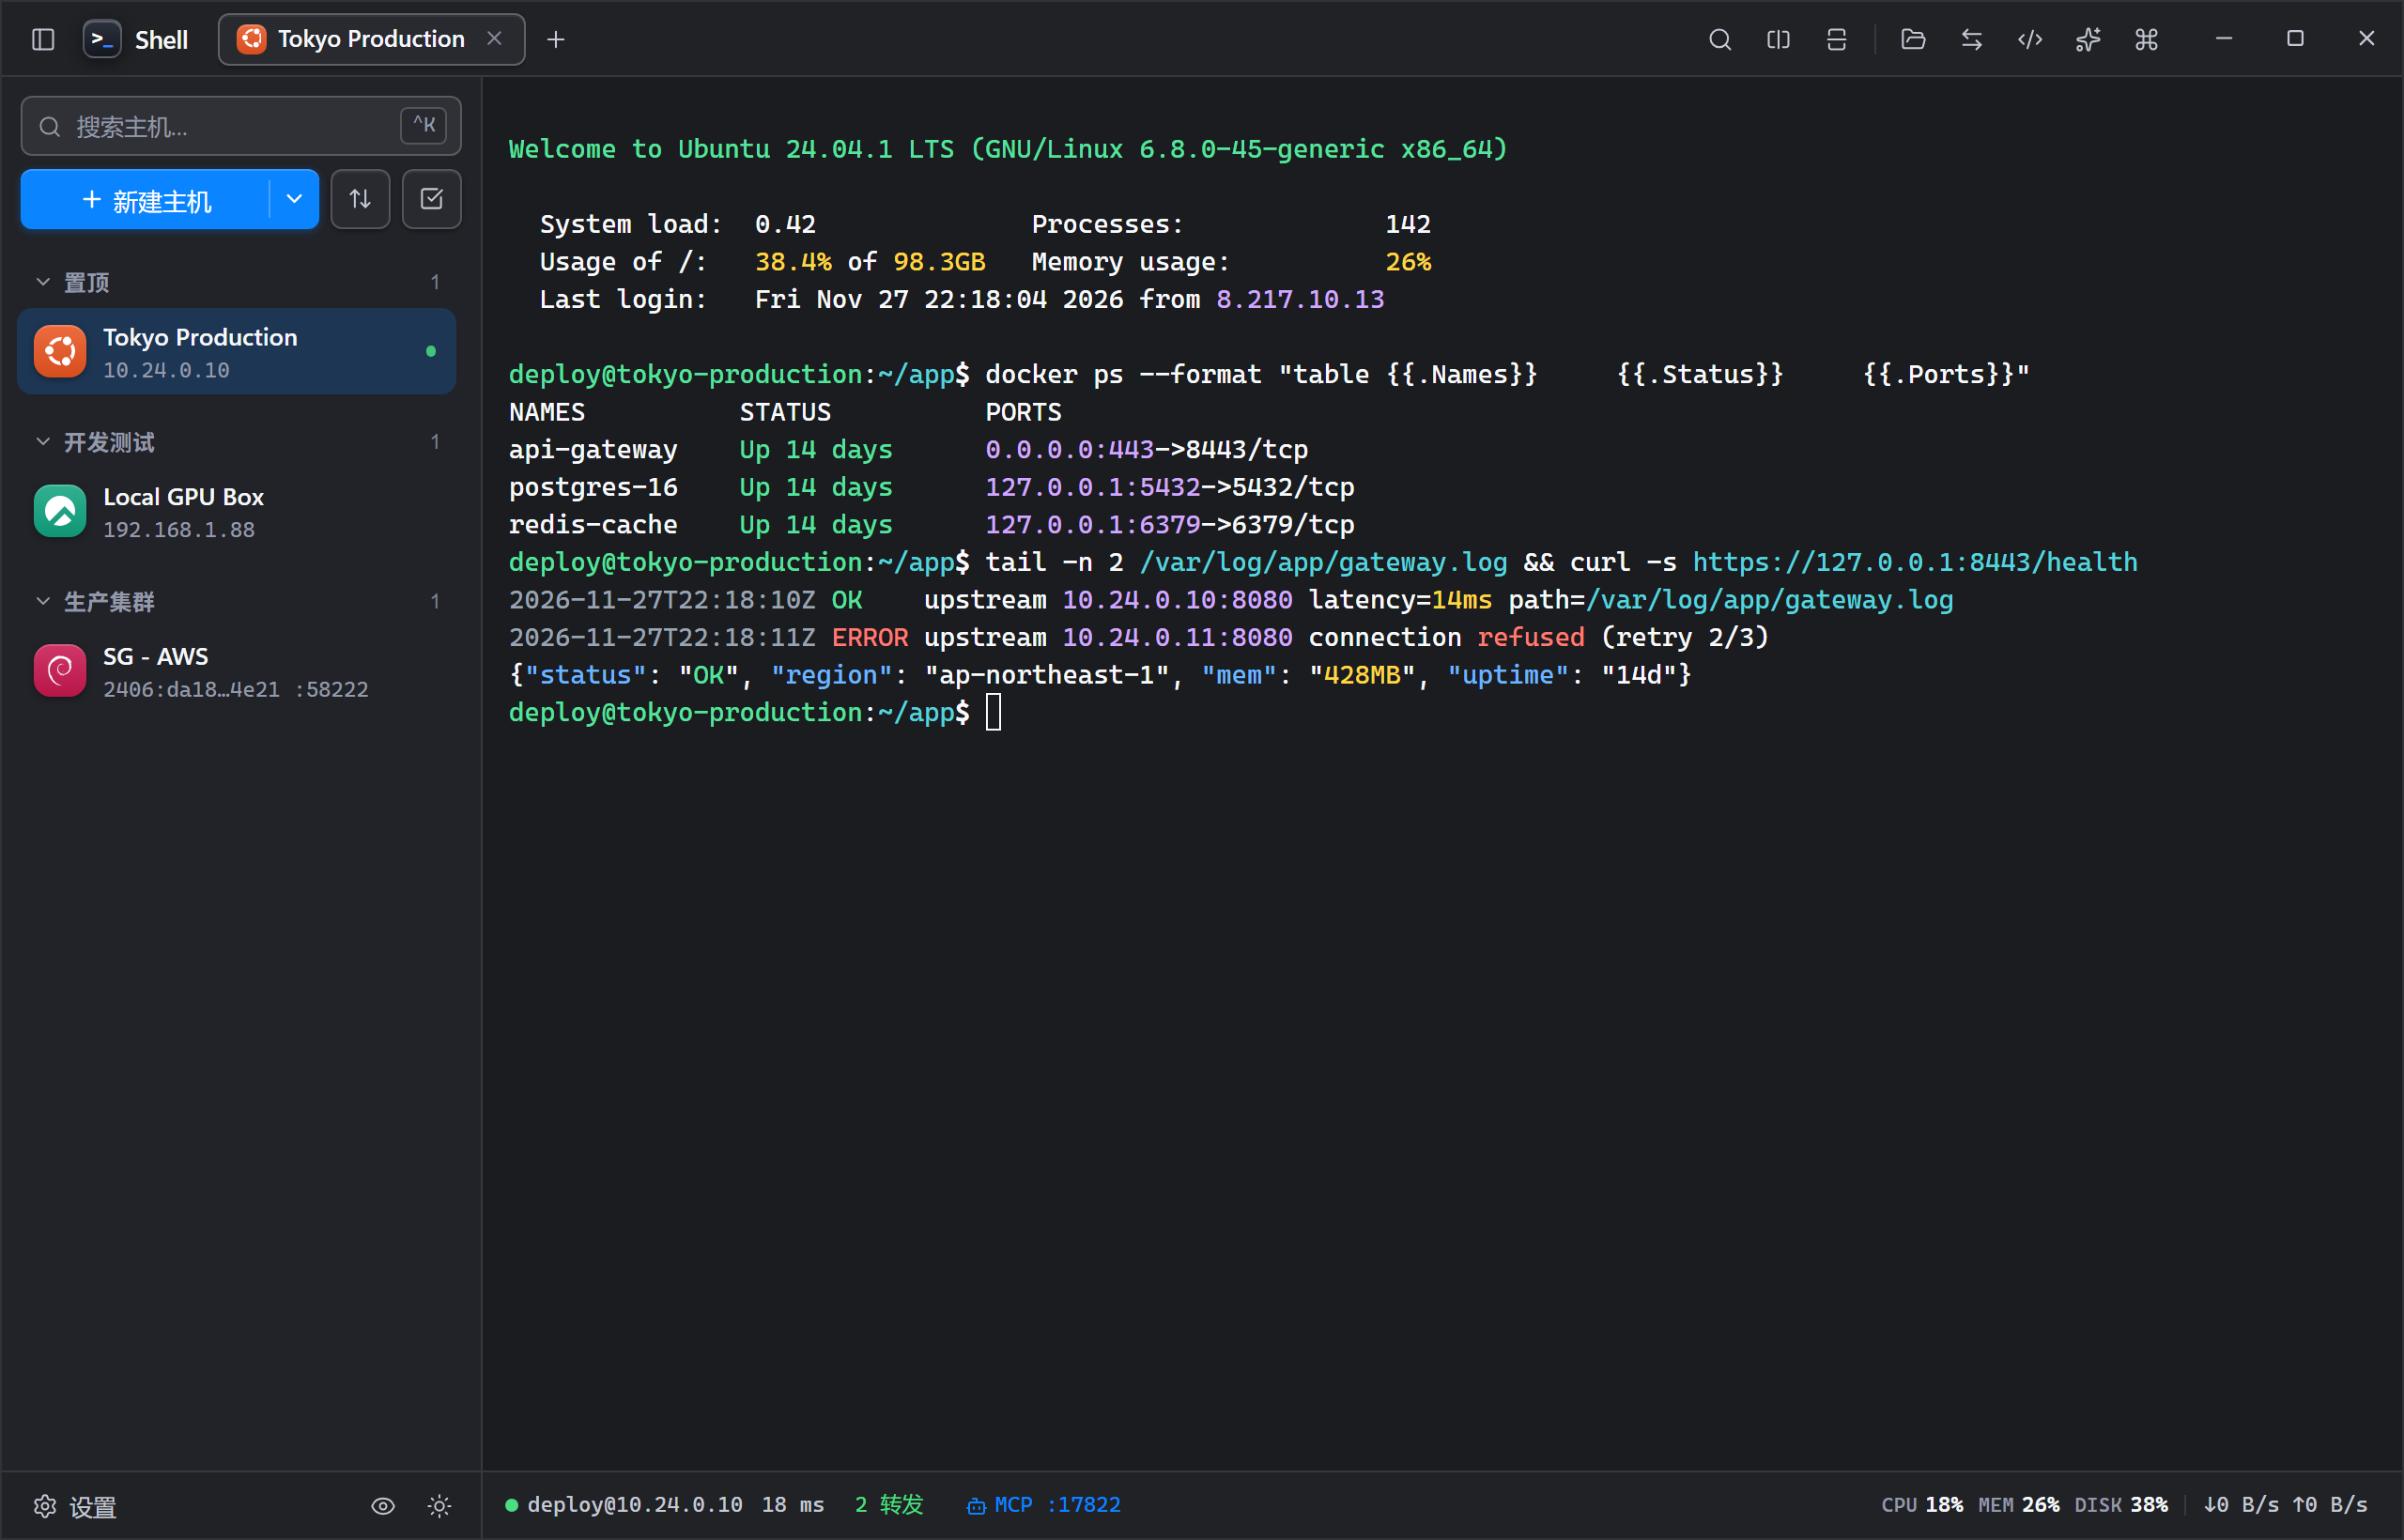 Shell
Tokyo Production
搜索主机...
^K
新建主机
置顶 1
Tokyo Production
10.24.0.10
开发测试 1
Local GPU Box
192.168.1.88
生产集群 1
SG - AWS
2406:da18…4e21 :58222
设置
Welcome to Ubuntu 24.04.1 LTS (GNU/Linux 6.8.0-45-generic x86_64)
System load: 0.42 Processes: 142
Usage of /: 38.4% of 98.3GB Memory usage: 26%
Last login: Fri Nov 27 22:18:04 2026 from 8.217.10.13
deploy@tokyo-production:~/app$ docker ps --format "table {{.Names}} {{.Status}} {{.Ports}}"
NAMES STATUS PORTS
api-gateway Up 14 days 0.0.0.0:443->8443/tcp
postgres-16 Up 14 days 127.0.0.1:5432->5432/tcp
redis-cache Up 14 days 127.0.0.1:6379->6379/tcp
deploy@tokyo-production:~/app$ tail -n 2 /var/log/app/gateway.log && curl -s https://127.0.0.1:8443/health
2026-11-27T22:18:10Z OK upstream 10.24.0.10:8080 latency=14ms path=/var/log/app/gateway.log
2026-11-27T22:18:11Z ERROR upstream 10.24.0.11:8080 connection refused (retry 2/3)
{"status": "OK", "region": "ap-northeast-1", "mem": "428MB", "uptime": "14d"}
deploy@tokyo-production:~/app$
deploy@10.24.0.10 18 ms 2 转发 MCP :17822
CPU 18% MEM 26% DISK 38% ↓0 B/s ↑0 B/s